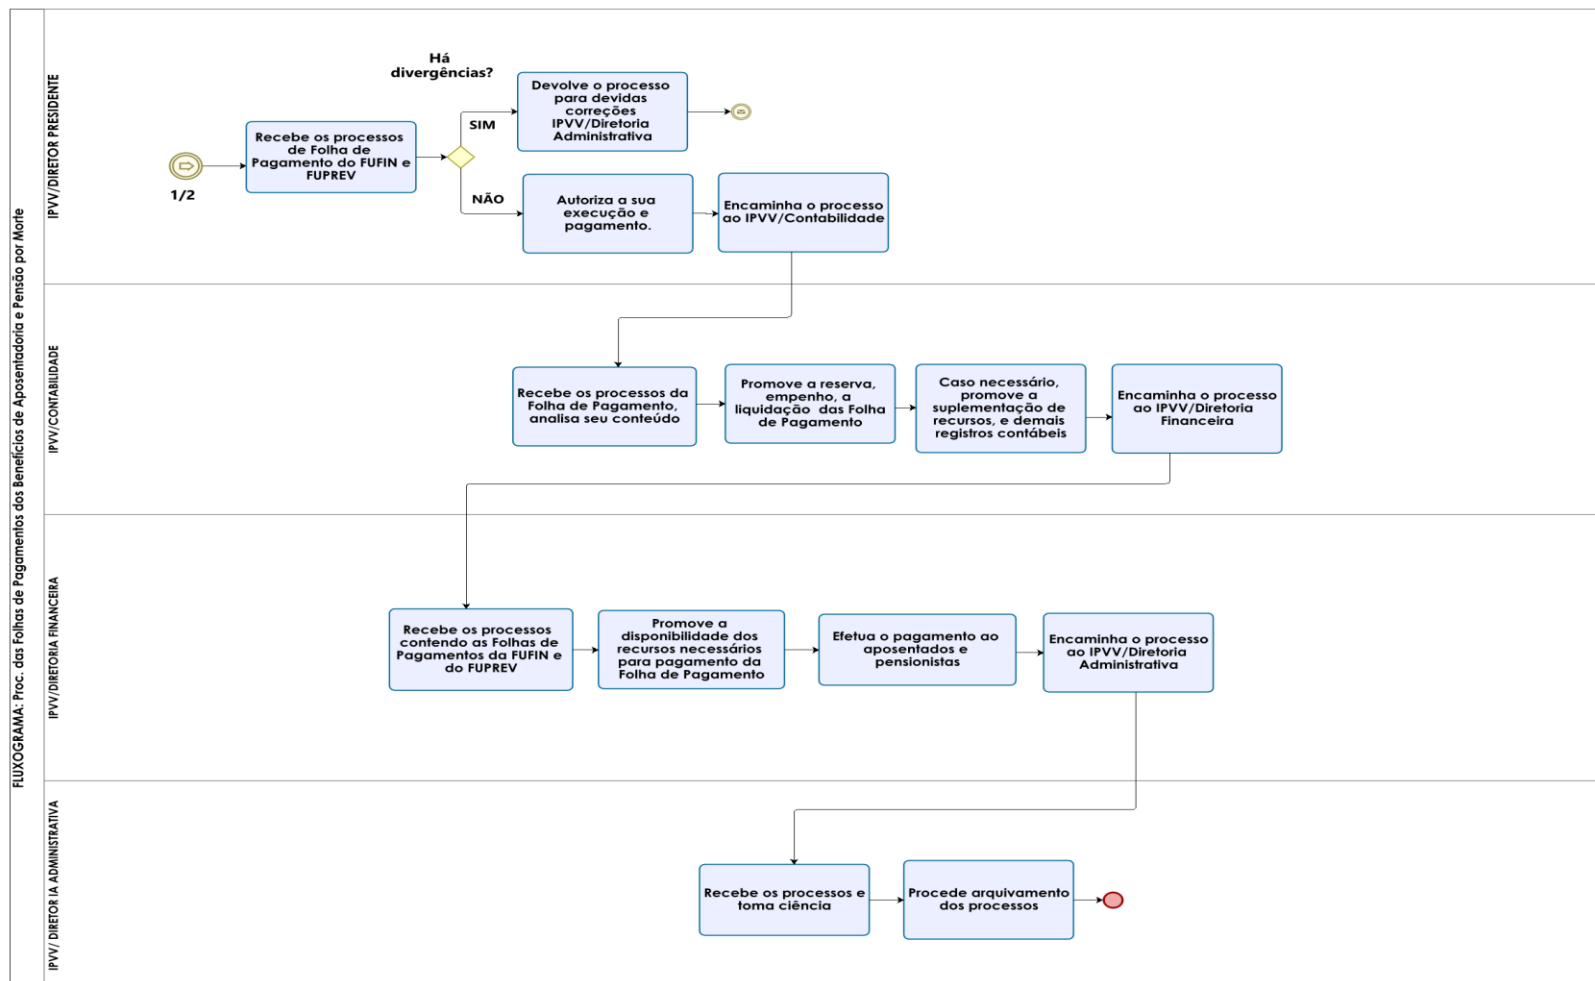 FLUXOGRAMA: Proc. das Folhas de Pagamentos dos Benefícios de Aposentadoria e Pensão por Morte
IPVV/DIRETOR PRESIDENTE
1/2
Recebe os processos
de Folha de
Pagamento do FUFIN e
FUPREV
Há
divergências?
SIM
Devolve o processo
para devidas
correções
IPVV/Diretoria
Administrativa
NÃO
Autoriza a sua
execução e
pagamento.
Encaminha o processo
ao IPVV/Contabilidade
IPVV/CONTABILIDADE
Recebe os processos da
Folha de Pagamento,
analisa seu conteúdo
Promove a reserva,
empenho, a
liquidação das Folha
de Pagamento
Caso necessário,
promove a
suplementação de
recursos, e demais
registros contábeis
Encaminha o processo
ao IPVV/Diretoria
Financeira
IPVV/DIRETORIA FINANCEIRA
Recebe os processos
contendo as Folhas de
Pagamentos da FUFIN e
do FUPREV
Promove a
disponibilidade dos
recursos necessários
para pagamento da
Folha de Pagamento
Efetua o pagamento ao
aposentados e
pensionistas
Encaminha o processo
ao IPVV/Diretoria
Administrativa
IPVV/ DIRETOR IA ADMINISTRATIVA
Recebe os processos e
toma ciência
Procede arquivamento
dos processos